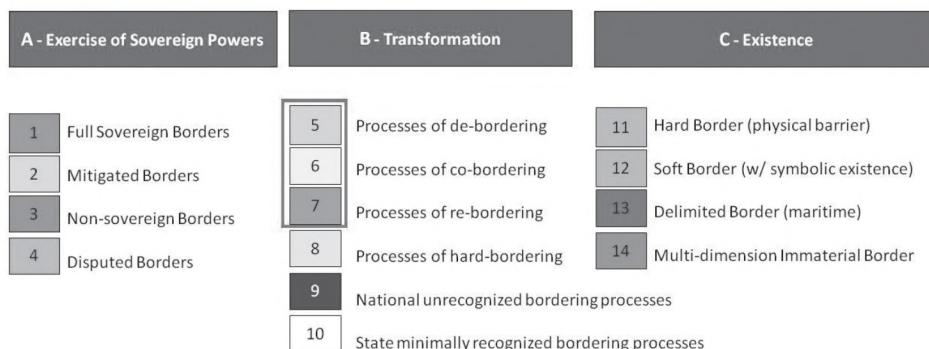 A - Exercise of Sovereign Powers
1 Full Sovereign Borders
2 Mitigated Borders
3 Non-sovereign Borders
4 Disputed Borders
B - Transformation
5 Processes of de-bordering
6 Processes of co-bordering
7 Processes of re-bordering
8 Processes of hard-bordering
9 National unrecognized bordering processes
10 State minimally recognized bordering processes
C - Existence
11 Hard Border (physical barrier)
12 Soft Border (w/ symbolic existence)
13 Delimited Border (maritime)
14 Multi-dimension Immaterial Border